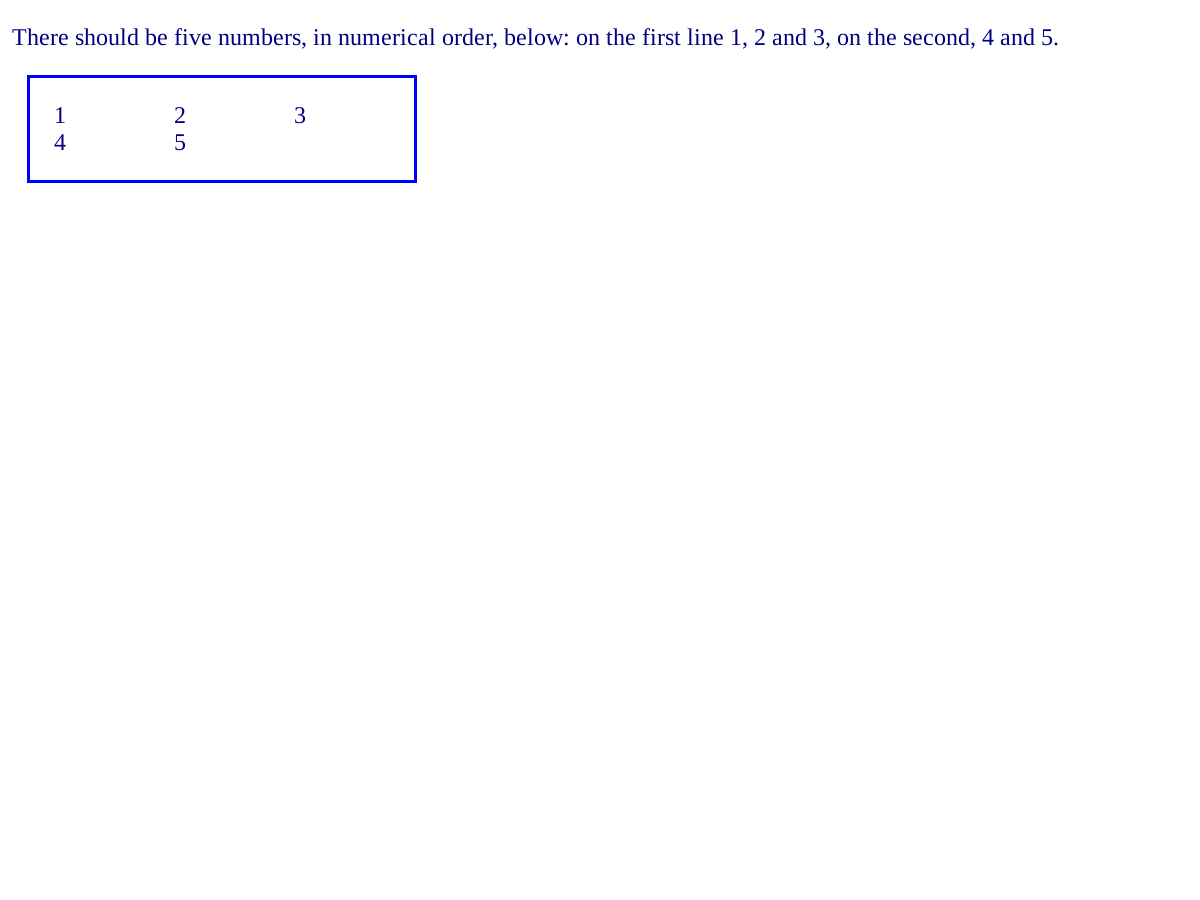 There should be five numbers, in numerical order, below: on the first line 1, 2 and 3, on the second, 4 and 5.
1 2 3
4 5